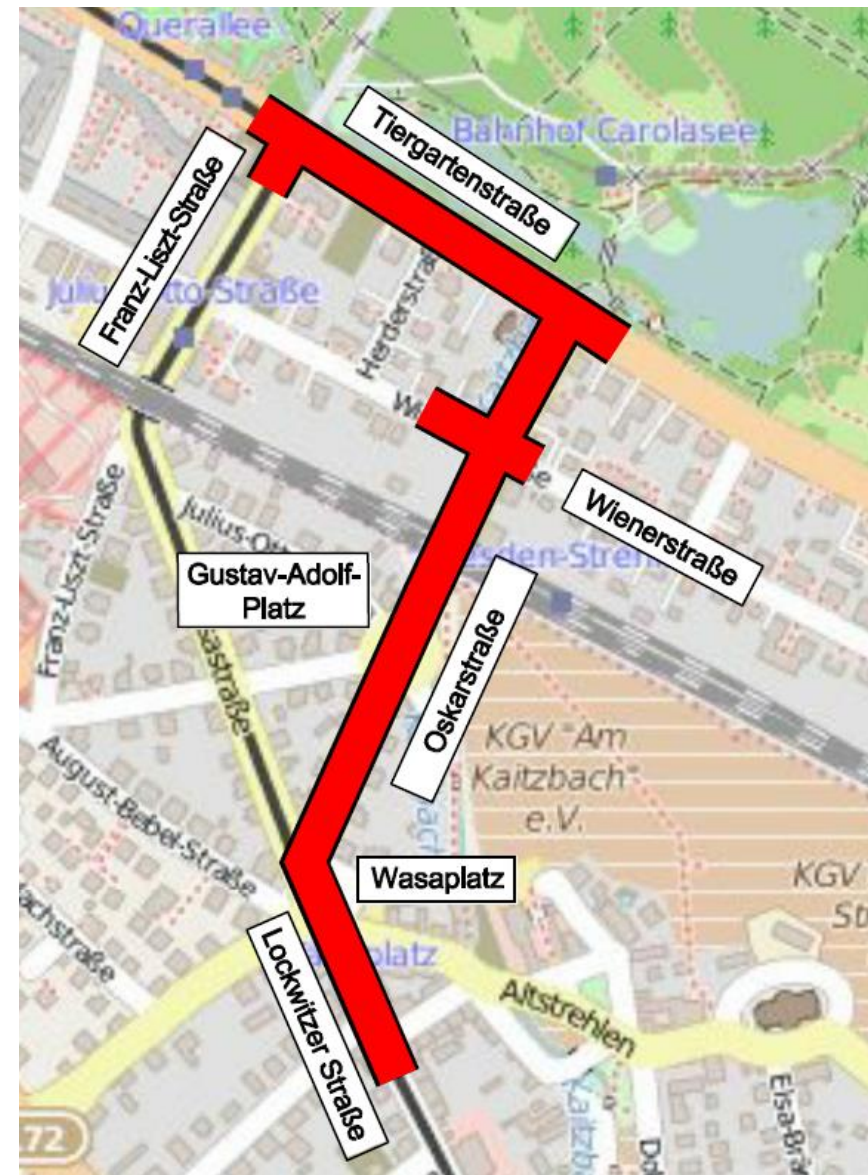 Querallee
Tiergartenstraße
Bahnhof Carolasee
Franz-Liszt-Straße
Straße
Herderstraße
Wienerstraße
Franz-Liszt-Straße
Julius-
Gustav-Adolf-
Platz
Oskarstraße
KGV "Am
Kaitzbach"
e.V.
August-Bebel-Straße
Wasaplatz
KGV
Lockwitzer Straße
Altstrehlen
72